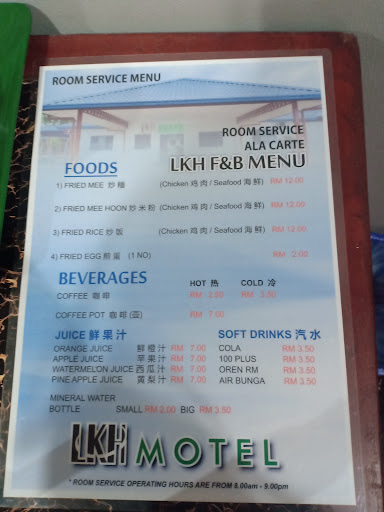 ROOM SERVICE MENU
ROOM SERVICE
ALA CARTE
LKH F&B MENU
FOODS
1) FRIED MEE 炒麵 (Chicken 鸡肉 / Seafood 海鲜) RM 12.00
2) FRIED MEE HOON 炒米粉 (Chicken 鸡肉 / Seafood 海鲜) RM 12.00
3) FRIED RICE 炒饭 (Chicken 鸡肉 / Seafood 海鲜) RM 12.00
4) FRIED EGG 煎蛋 (1 NO) RM 2.00
BEVERAGES HOT 热 COLD 冷
COFFEE 咖啡 RM 2.50 RM 3.50
COFFEE POT 咖啡 (壶) RM 7.00
JUICE 鲜果汁 SOFT DRINKS 汽水
ORANGE JUICE 鲜橙汁 RM 7.00 COLA RM 3.50
APPLE JUICE 苹果汁 RM 7.00 100 PLUS RM 3.50
WATERMELON JUICE 西瓜汁 RM 7.00 OREN RM RM 3.50
PINE APPLE JUICE 黄梨汁 RM 7.00 AIR BUNGA RM 3.50
MINERAL WATER
BOTTLE SMALL RM 2.00 BIG RM 3.50
LKH MOTEL
* ROOM SERVICE OPERATING HOURS ARE FROM 8.00am - 9.00pm